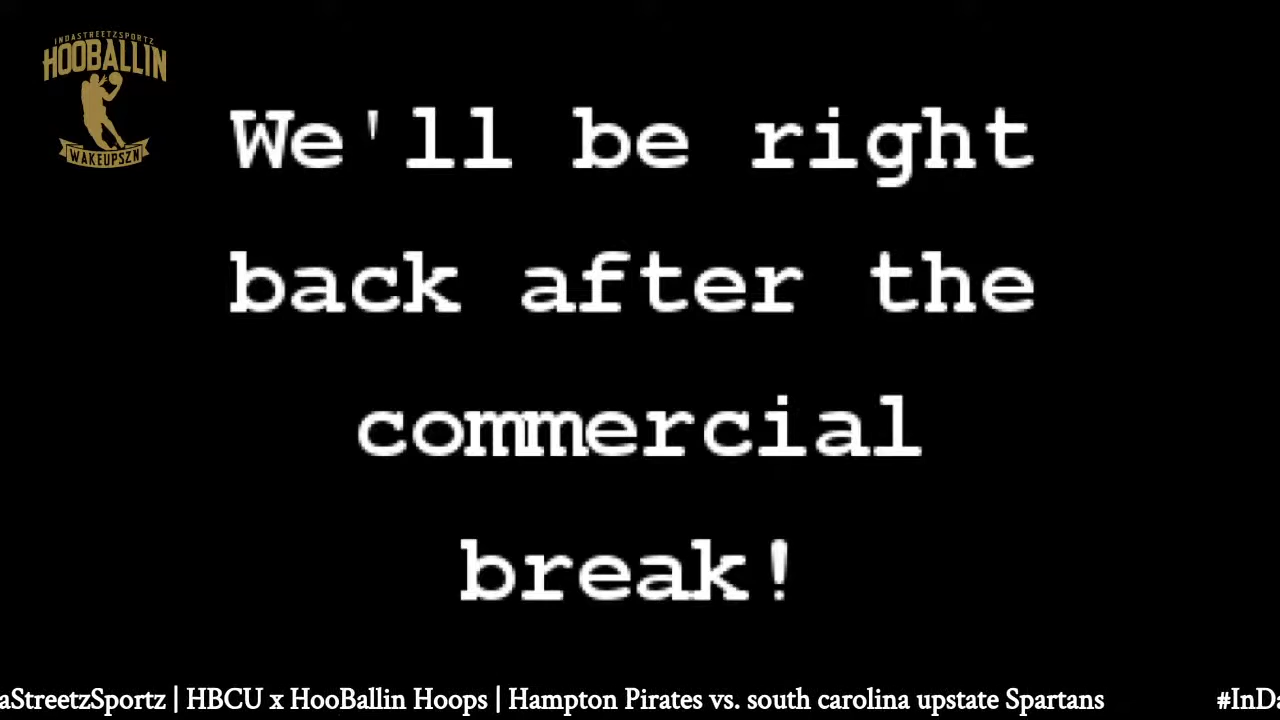 INDASTREETZSPORTZ
HOOBALLIN
WAKEUPSZN
We'll be right
back after the
commercial
break!
aStreetzSportz | HBCU x HooBallin Hoops | Hampton Pirates vs. south carolina upstate Spartans #InDa